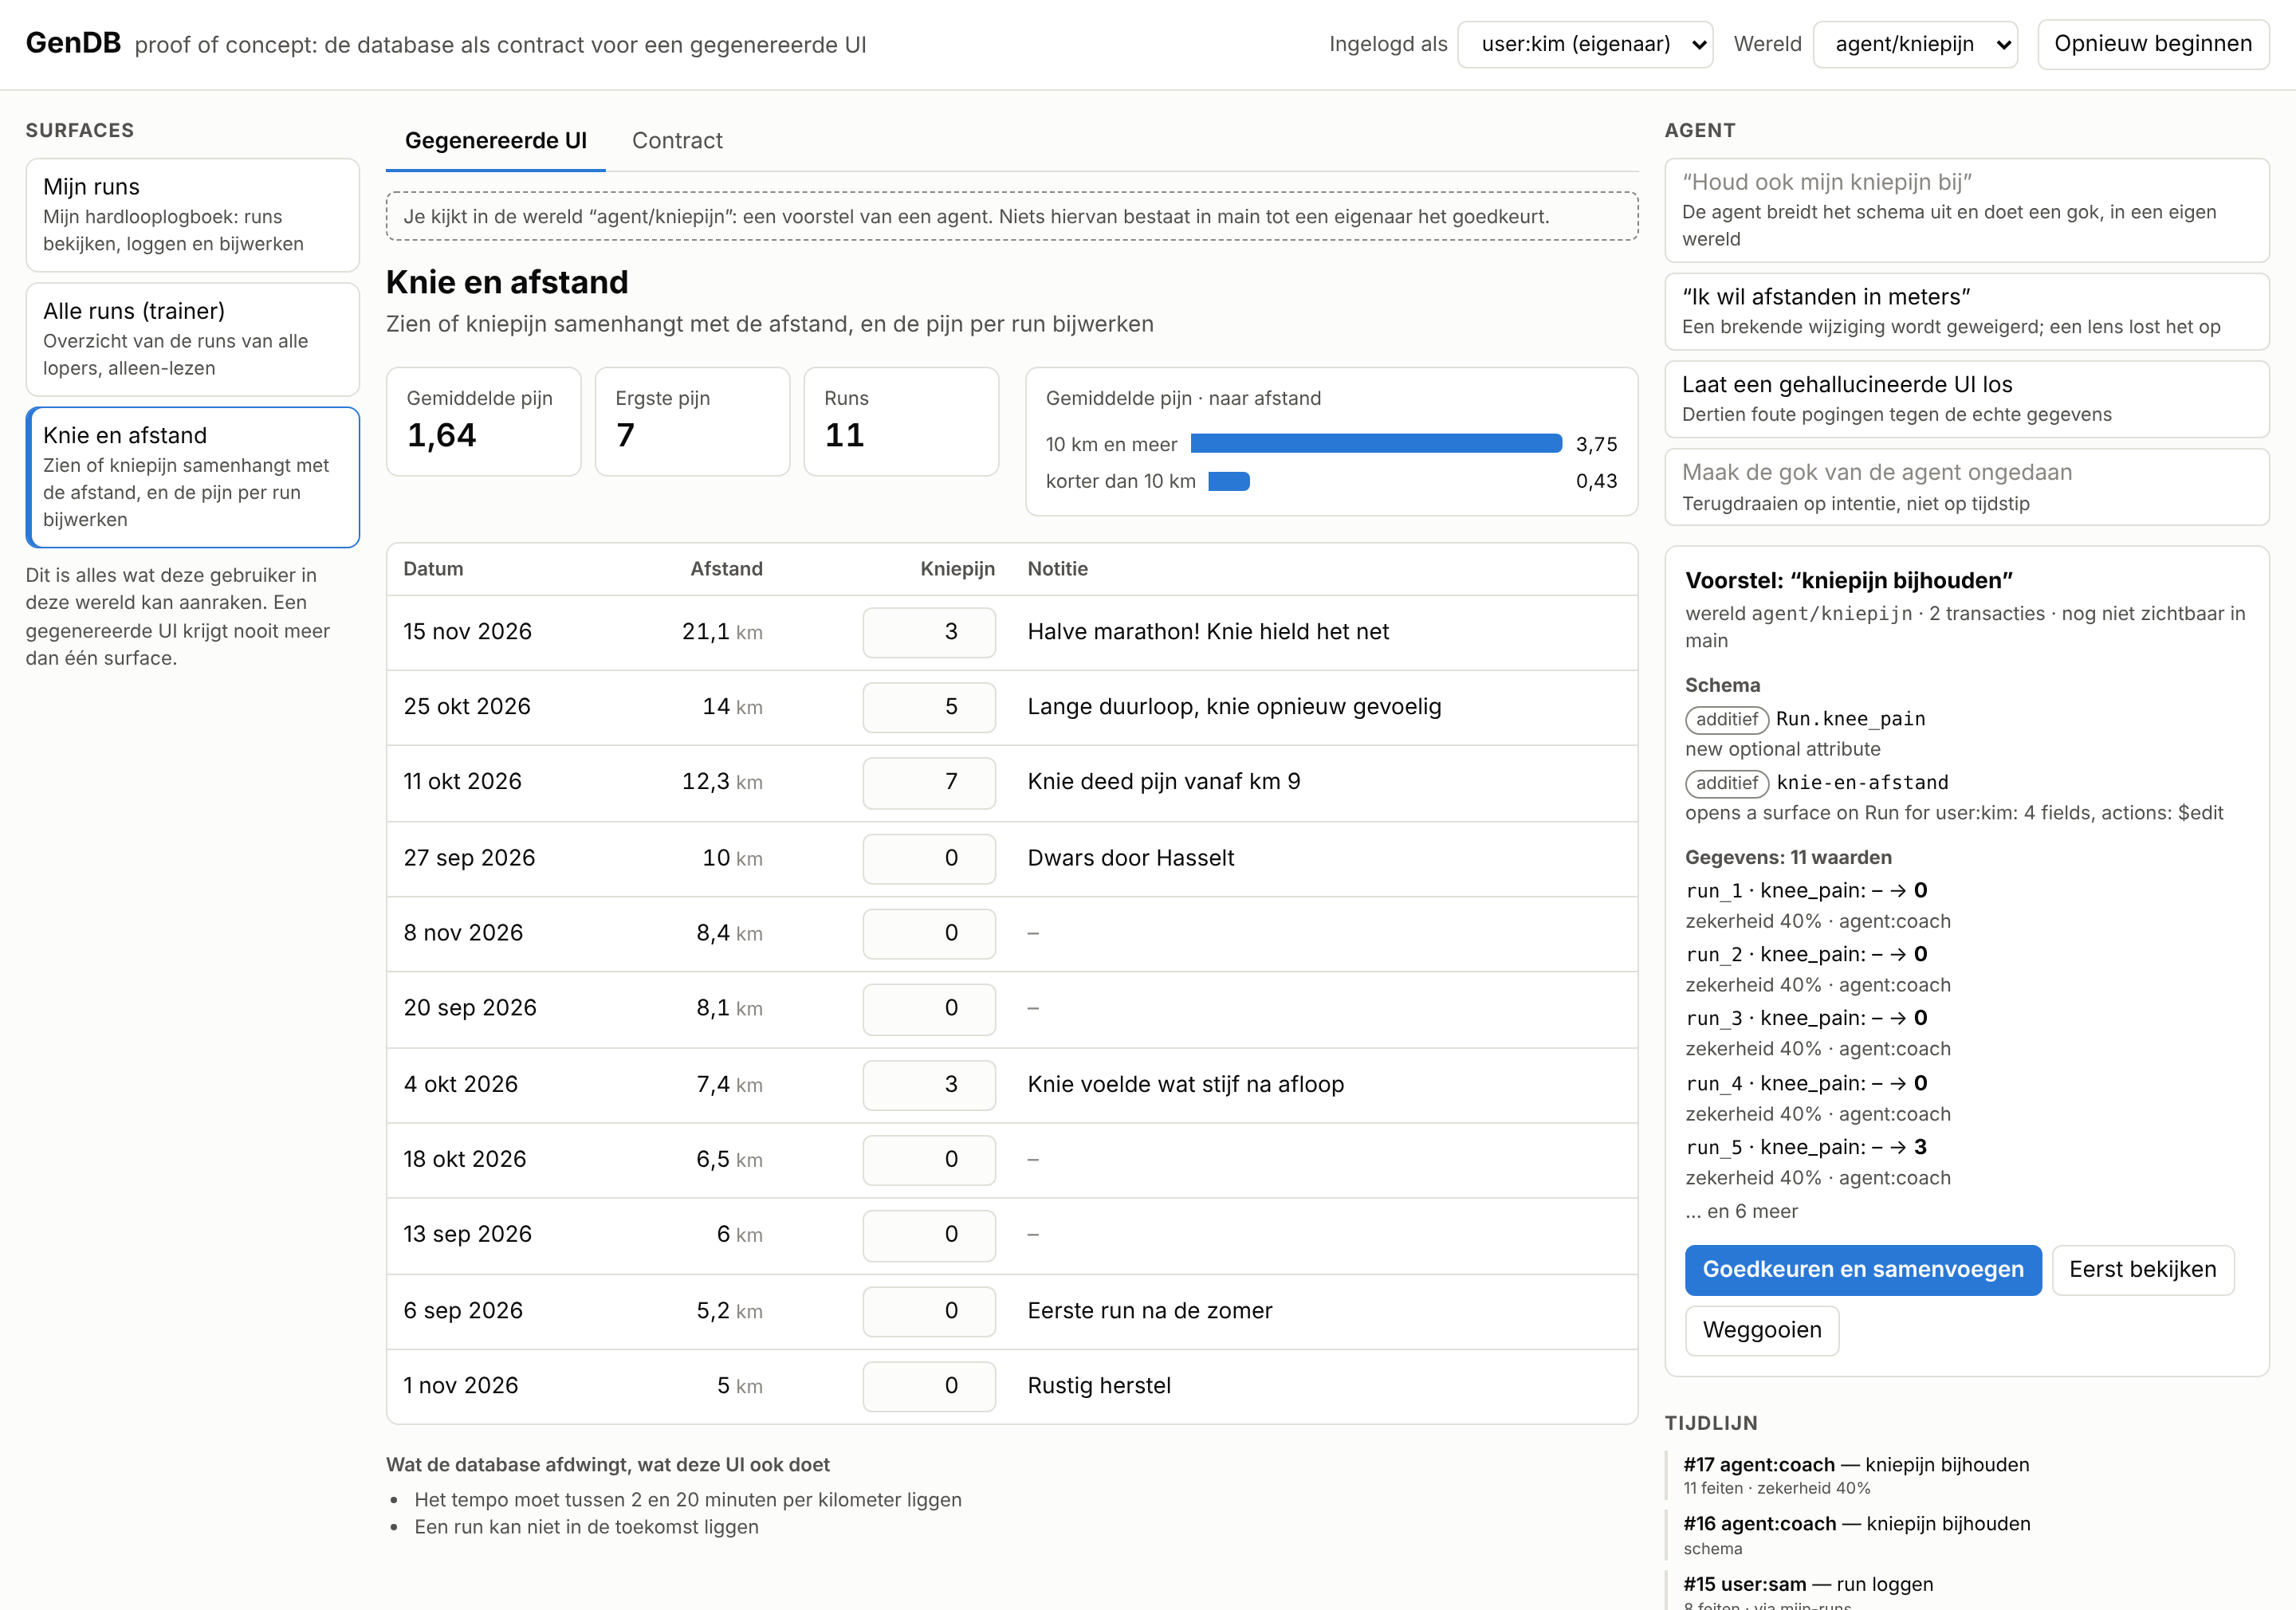 GenDB proof of concept: de database als contract voor een gegenereerde UI
Ingelogd als user:kim (eigenaar) Wereld agent/kniepijn Opnieuw beginnen
SURFACES
Mijn runs
Mijn hardlooplogboek: runs
bekijken, loggen en bijwerken
Alle runs (trainer)
Overzicht van de runs van alle
lopers, alleen-lezen
Knie en afstand
Zien of kniepijn samenhangt met
de afstand, en de pijn per run
bijwerken
Dit is alles wat deze gebruiker in
deze wereld kan aanraken. Een
gegenereerde UI krijgt nooit meer
dan één surface.
Gegenereerde UI Contract
Je kijkt in de wereld “agent/kniepijn”: een voorstel van een agent. Niets hiervan bestaat in main tot een eigenaar het goedkeurt.
Knie en afstand
Zien of kniepijn samenhangt met de afstand, en de pijn per run bijwerken
Gemiddelde pijn
1,64
Ergste pijn
7
Runs
11
Gemiddelde pijn · naar afstand
10 km en meer 3,75
korter dan 10 km 0,43
Datum Afstand Kniepijn Notitie
15 nov 2026 21,1 km 3 Halve marathon! Knie hield het net
25 okt 2026 14 km 5 Lange duurloop, knie opnieuw gevoelig
11 okt 2026 12,3 km 7 Knie deed pijn vanaf km 9
27 sep 2026 10 km 0 Dwars door Hasselt
8 nov 2026 8,4 km 0 –
20 sep 2026 8,1 km 0 –
4 okt 2026 7,4 km 3 Knie voelde wat stijf na afloop
18 okt 2026 6,5 km 0 –
13 sep 2026 6 km 0 –
6 sep 2026 5,2 km 0 Eerste run na de zomer
1 nov 2026 5 km 0 Rustig herstel
Wat de database afdwingt, wat deze UI ook doet
• Het tempo moet tussen 2 en 20 minuten per kilometer liggen
• Een run kan niet in de toekomst liggen
AGENT
“Houd ook mijn kniepijn bij”
De agent breidt het schema uit en doet een gok, in een eigen
wereld
“Ik wil afstanden in meters”
Een brekende wijziging wordt geweigerd; een lens lost het op
Laat een gehallucineerde UI los
Dertien foute pogingen tegen de echte gegevens
Maak de gok van de agent ongedaan
Terugdraaien op intentie, niet op tijdstip
Voorstel: “kniepijn bijhouden”
wereld agent/kniepijn · 2 transacties · nog niet zichtbaar in
main
Schema
additief Run.knee_pain
new optional attribute
additief knie-en-afstand
opens a surface on Run for user:kim: 4 fields, actions: $edit
Gegevens: 11 waarden
run_1 · knee_pain: – → 0
zekerheid 40% · agent:coach
run_2 · knee_pain: – → 0
zekerheid 40% · agent:coach
run_3 · knee_pain: – → 0
zekerheid 40% · agent:coach
run_4 · knee_pain: – → 0
zekerheid 40% · agent:coach
run_5 · knee_pain: – → 3
zekerheid 40% · agent:coach
... en 6 meer
Goedkeuren en samenvoegen Eerst bekijken
Weggooien
TIJDLIJN
#17 agent:coach — kniepijn bijhouden
11 feiten · zekerheid 40%
#16 agent:coach — kniepijn bijhouden
schema
#15 user:sam — run loggen
8 feiten · via mijn-runs